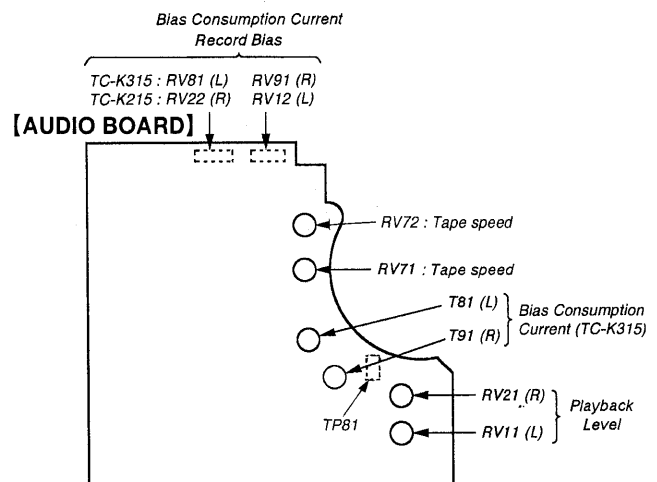 Bias Consumption Current
Record Bias
TC-K315 : RV81 (L) RV91 (R)
TC-K215 : RV22 (R) RV12 (L)
【AUDIO BOARD】
RV72 : Tape speed
RV71 : Tape speed
T81 (L)
T91 (R)
Bias Consumption
Current (TC-K315)
TP81
RV21 (R)
RV11 (L)
Playback
Level